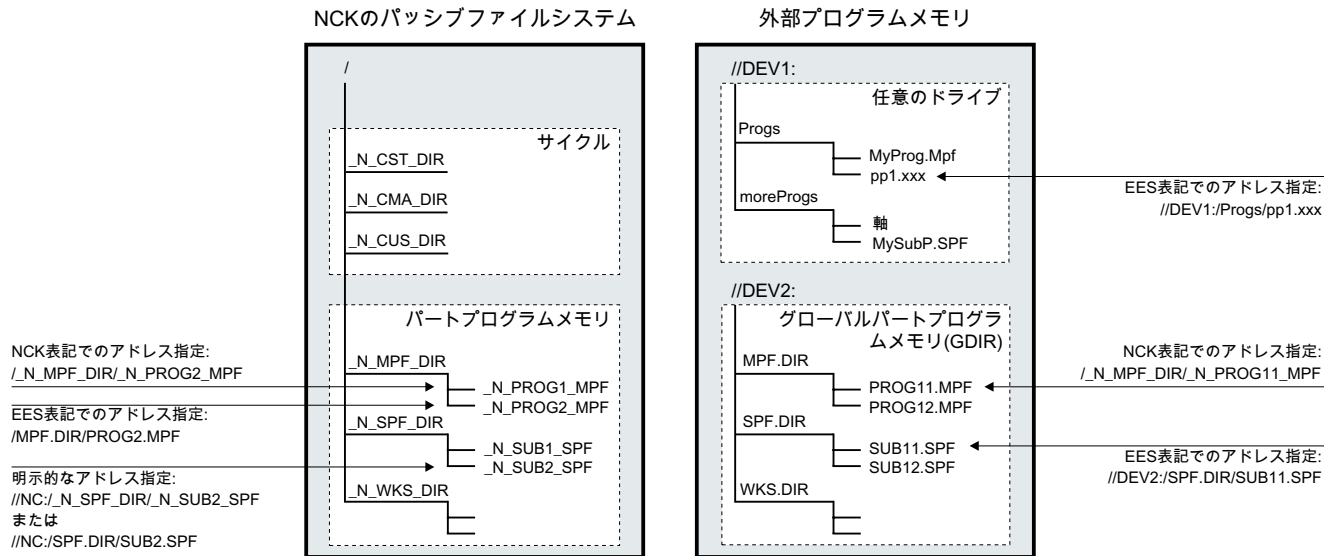 NCKのパッシブファイルシステム
外部プログラムメモリ
/
サイクル
_N_CST_DIR
_N_CMA_DIR
_N_CUS_DIR
パートプログラムメモリ
_N_MPF_DIR
_N_PROG1_MPF
_N_PROG2_MPF
_N_SPF_DIR
_N_SUB1_SPF
_N_SUB2_SPF
_N_WKS_DIR
NCK表記でのアドレス指定:
/_N_MPF_DIR/_N_PROG2_MPF
EES表記でのアドレス指定:
/MPF.DIR/PROG2.MPF
明示的なアドレス指定:
//NC:/_N_SPF_DIR/_N_SUB2_SPF
または
//NC:/SPF.DIR/SUB2.SPF
//DEV1:
任意のドライブ
Progs
MyProg.Mpf
pp1.xxx
moreProgs
軸
MySubP.SPF
//DEV2:
グローバルパートプログラ
ムメモリ(GDIR)
MPF.DIR
PROG11.MPF
PROG12.MPF
SPF.DIR
SUB11.SPF
SUB12.SPF
WKS.DIR
EES表記でのアドレス指定:
//DEV1:/Progs/pp1.xxx
NCK表記でのアドレス指定:
/_N_MPF_DIR/_N_PROG11_MPF
EES表記でのアドレス指定:
//DEV2:/SPF.DIR/SUB11.SPF